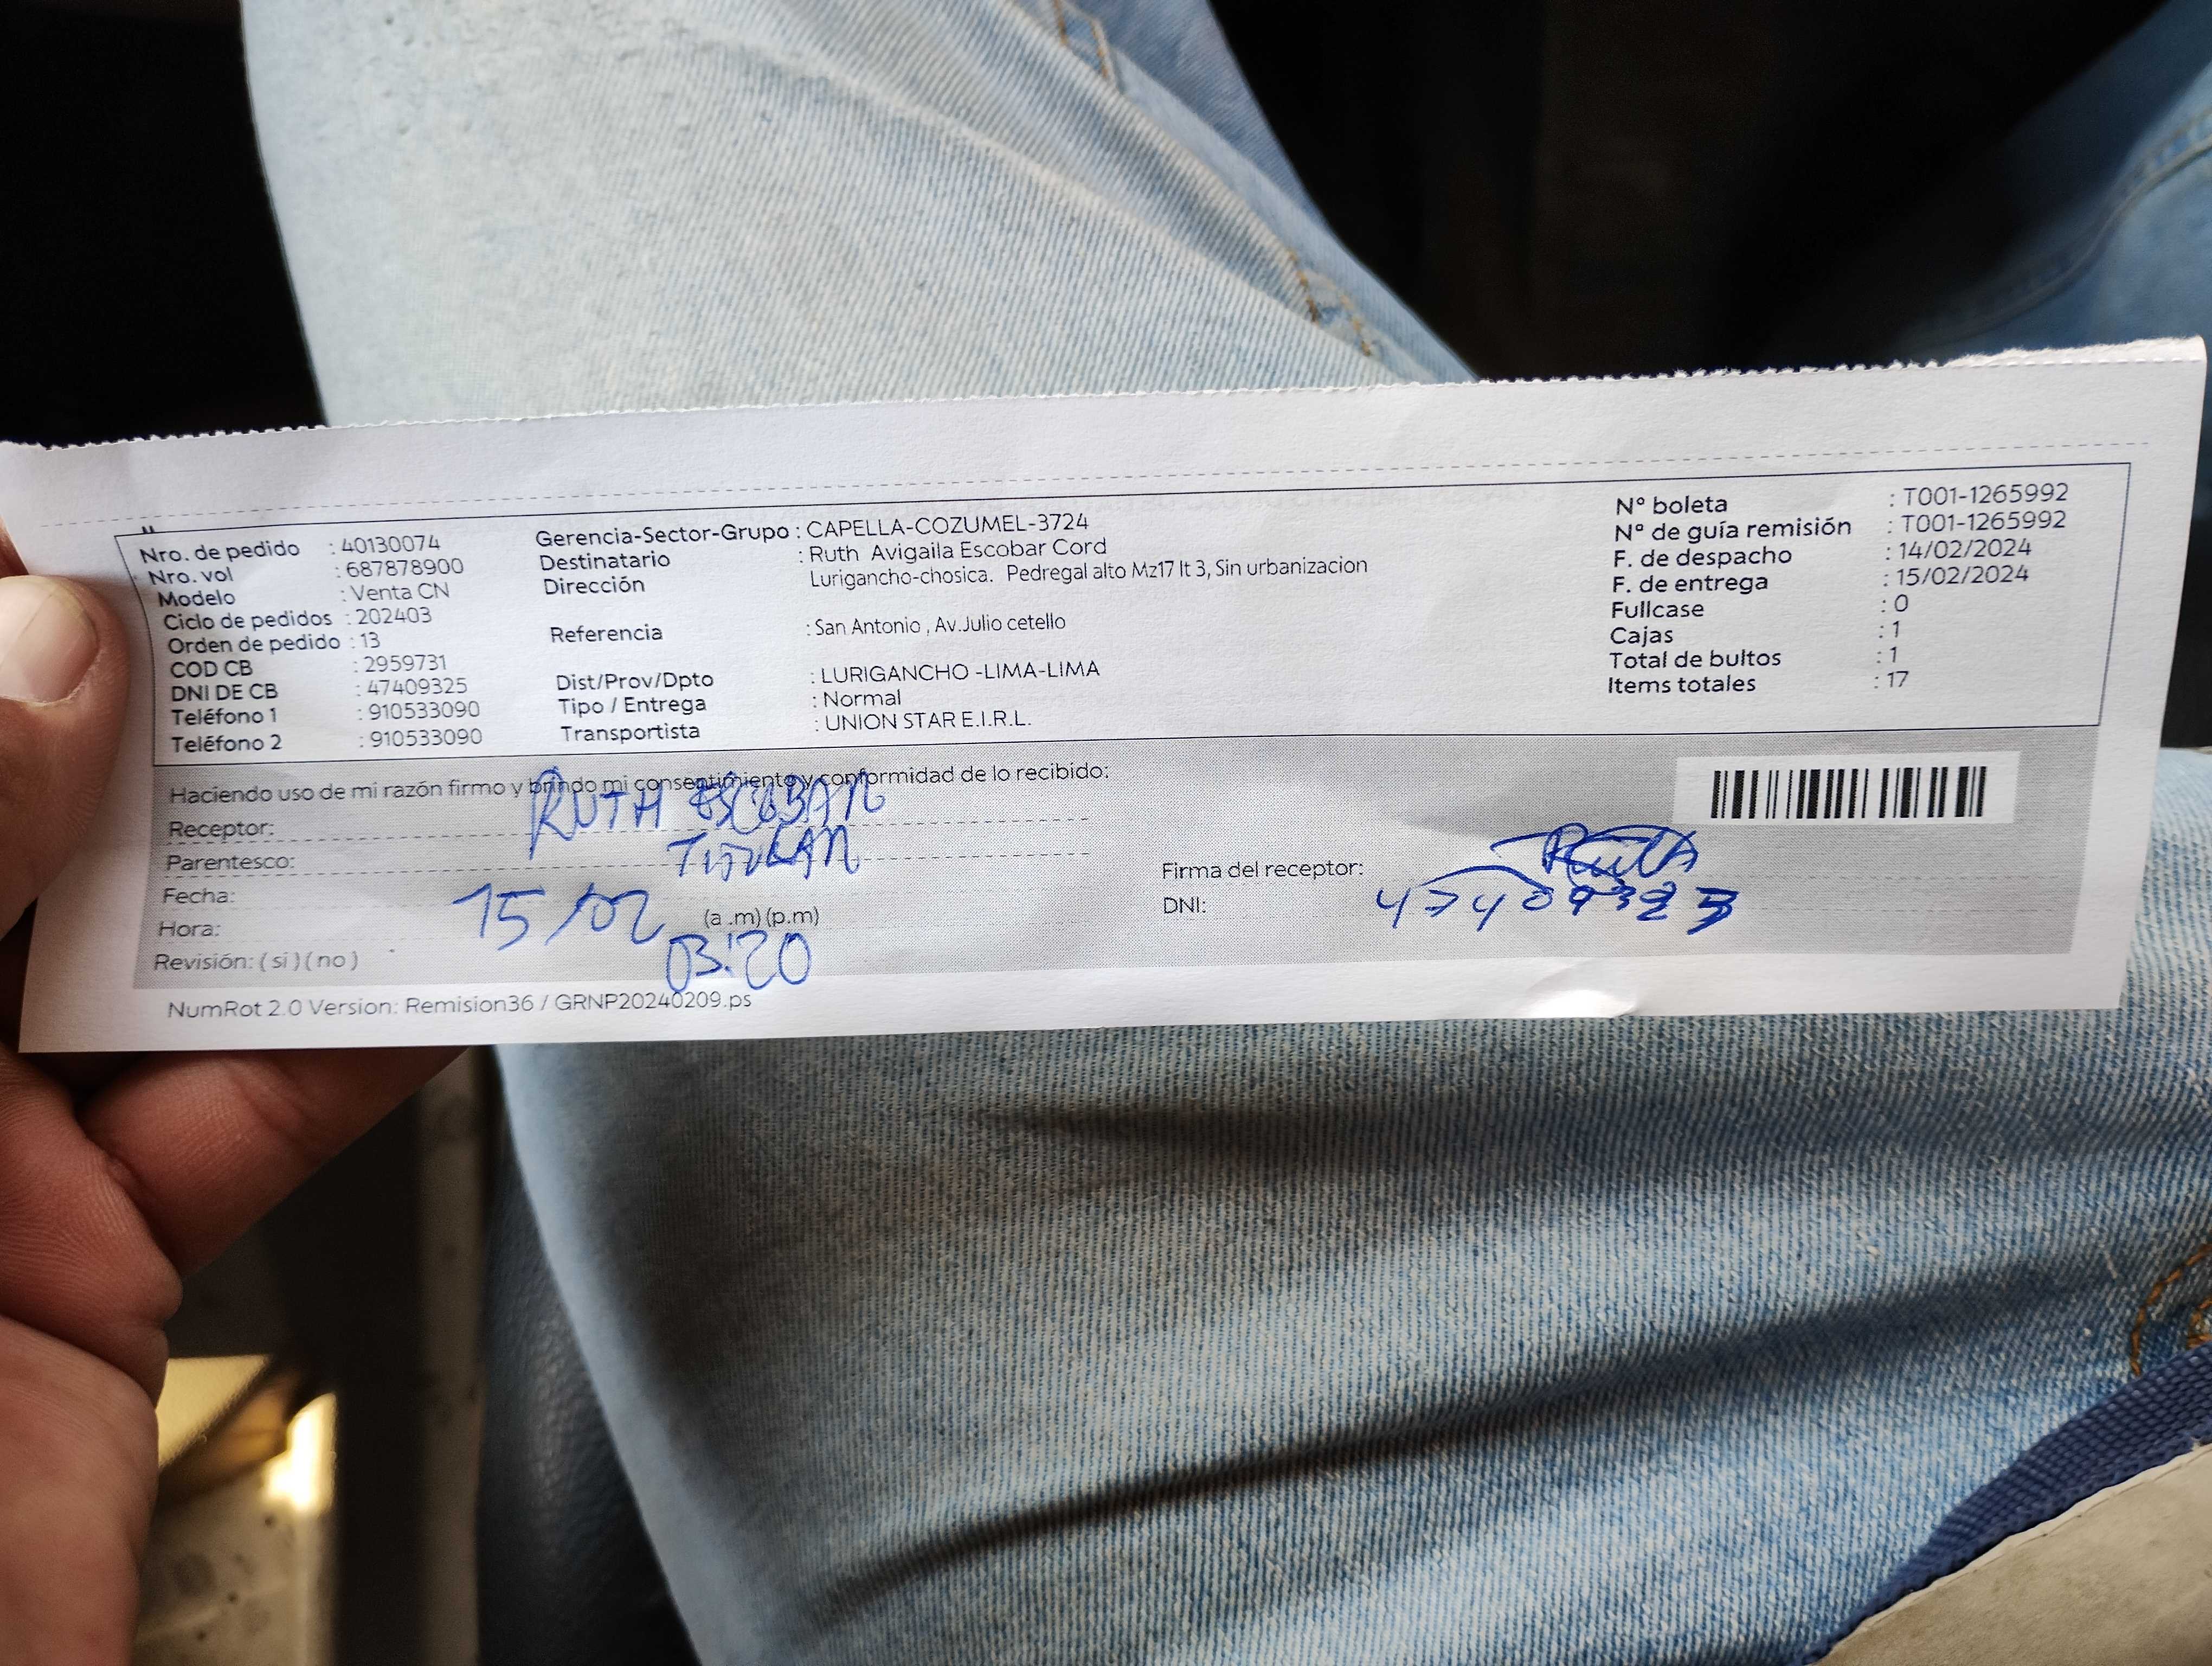 Nro. de pedido : 40130074
Nro. vol : 687878900
Modelo : Venta CN
Ciclo de pedidos : 202403
Orden de pedido : 13
COD CB : 2959731
DNI DE CB : 47409325
Teléfono 1 : 910533090
Teléfono 2 : 910533090
Gerencia-Sector-Grupo : CAPELLA-COZUMEL-3724
Destinatario : Ruth Avigaila Escobar Cord
Dirección Lurigancho-chosica. Pedregal alto Mz17 lt 3, Sin urbanizacion
Referencia : San Antonio , Av.Julio cetello
Dist/Prov/Dpto : LURIGANCHO -LIMA-LIMA
Tipo / Entrega : Normal
Transportista : UNION STAR E.I.R.L.
N° boleta : T001-1265992
N° de guía remisión : T001-1265992
F. de despacho : 14/02/2024
F. de entrega : 15/02/2024
Fullcase : 0
Cajas : 1
Total de bultos : 1
Items totales : 17
Haciendo uso de mi razón firmo y brindo mi consentimiento y conformidad de lo recibido:
Receptor: RUTH ESCOBAR
Parentesco: TITULAR
Fecha: 15/02
Hora: (a .m) (p.m) 03:20
Revisión: ( si ) ( no )
Firma del receptor: Ruth
DNI: 47409325
NumRot 2.0 Version: Remision36 / GRNP20240209.ps